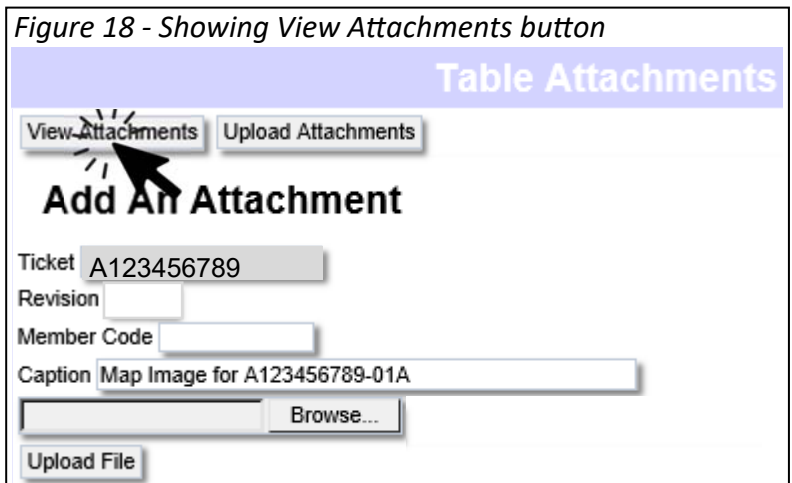 Figure 18 - Showing View Attachments button
Table Attachments
View Attachments Upload Attachments
Add An Attachment
Ticket A123456789
Revision
Member Code
Caption Map Image for A123456789-01A
Browse...
Upload File